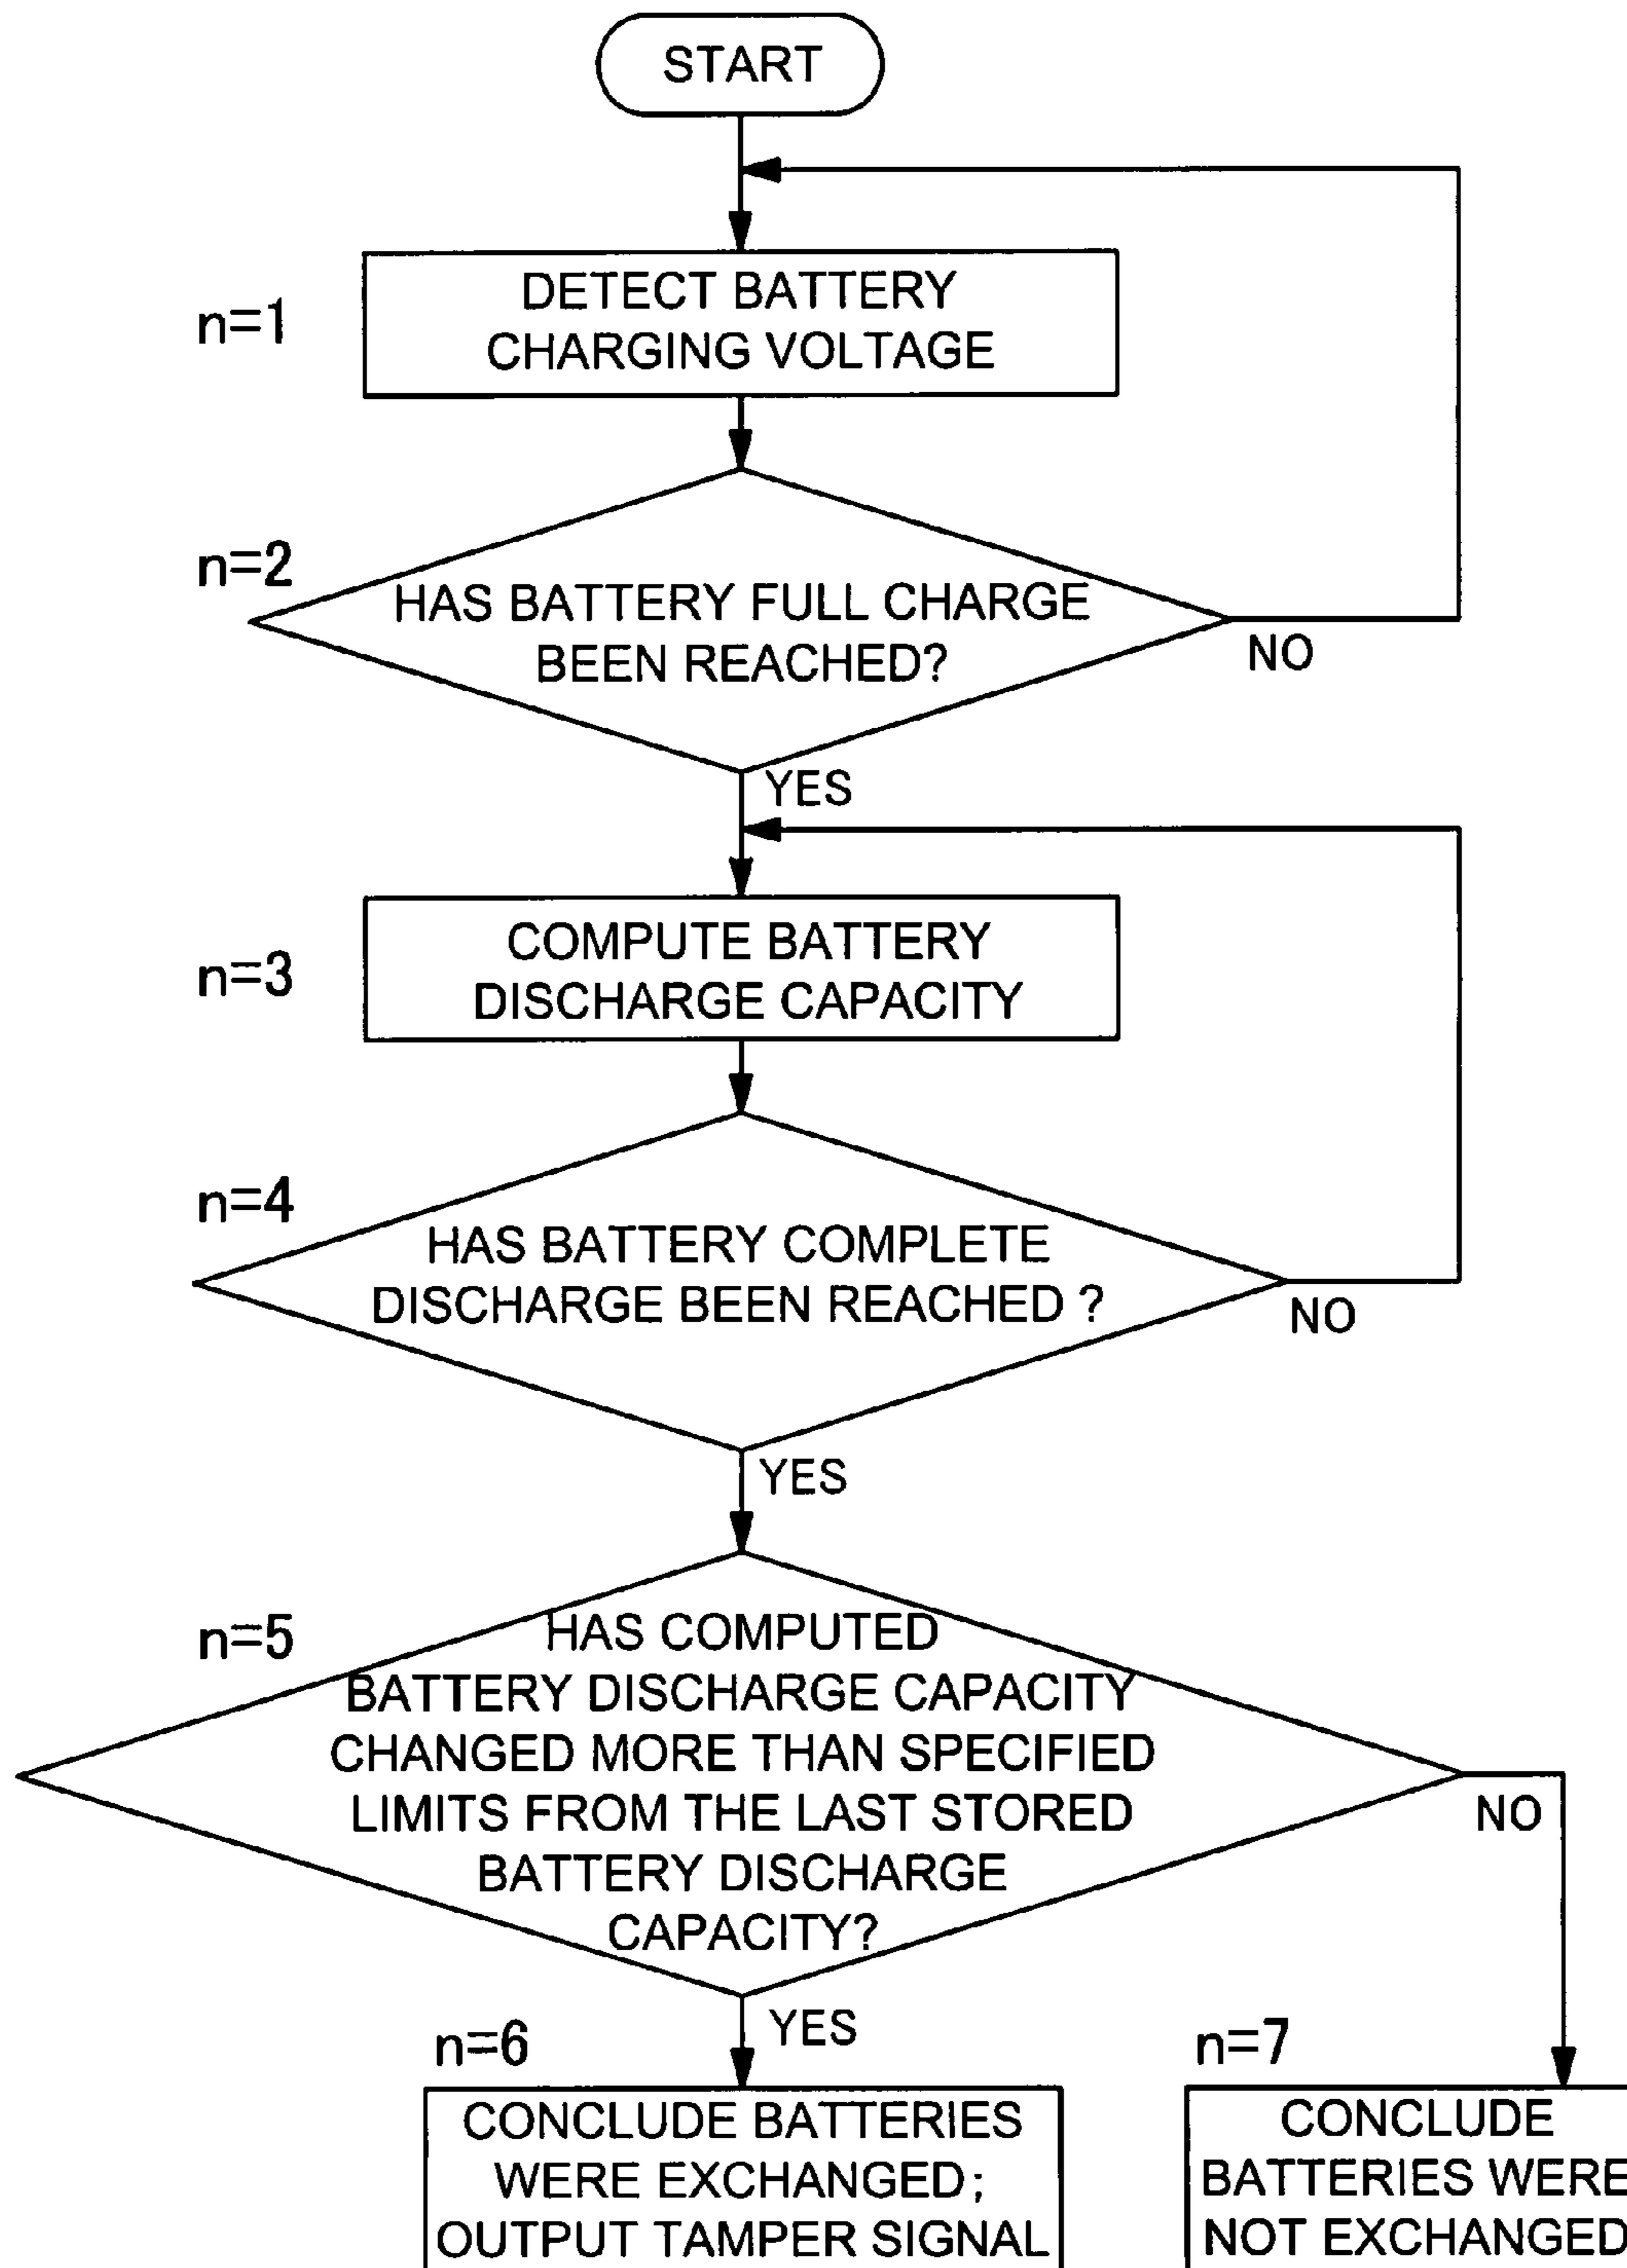 START
n=1
DETECT BATTERY
CHARGING VOLTAGE
n=2
HAS BATTERY FULL CHARGE
BEEN REACHED?
NO
YES
n=3
COMPUTE BATTERY
DISCHARGE CAPACITY
n=4
HAS BATTERY COMPLETE
DISCHARGE BEEN REACHED ?
NO
YES
n=5
HAS COMPUTED
BATTERY DISCHARGE CAPACITY
CHANGED MORE THAN SPECIFIED
LIMITS FROM THE LAST STORED
BATTERY DISCHARGE
CAPACITY?
NO
YES
n=6
CONCLUDE BATTERIES
WERE EXCHANGED;
OUTPUT TAMPER SIGNAL
n=7
CONCLUDE
BATTERIES WERE
NOT EXCHANGED